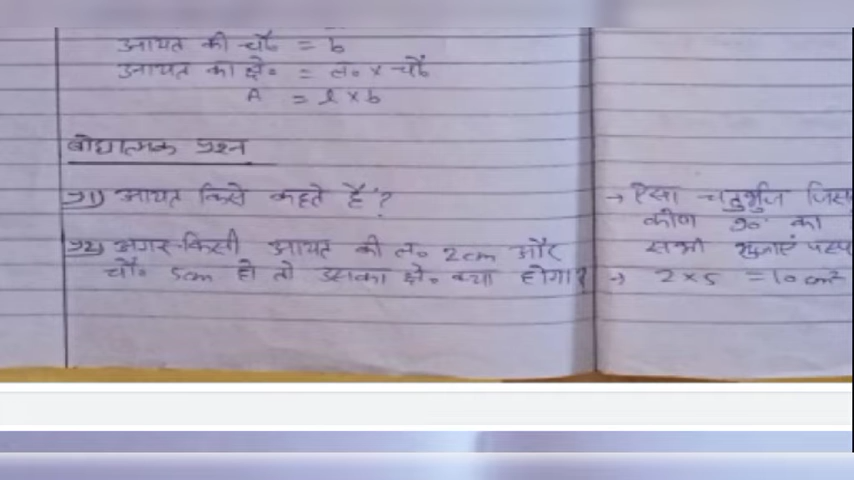 आयत की चौ० = b
आयत का क्षे० = ल० × चौ०
A = l × b
बोधात्मक प्रश्न
प्र1) आयत किसे कहते हैं?
→ ऐसा चतुर्भुज जिस
कोण 90° का
प्र2) अगर किसी आयत की ल० 2cm और
सभी भुजाएं परस्प
चौ० 5cm हो तो उसका क्षे० क्या होगा?
→ 2×5 = 10 cm²